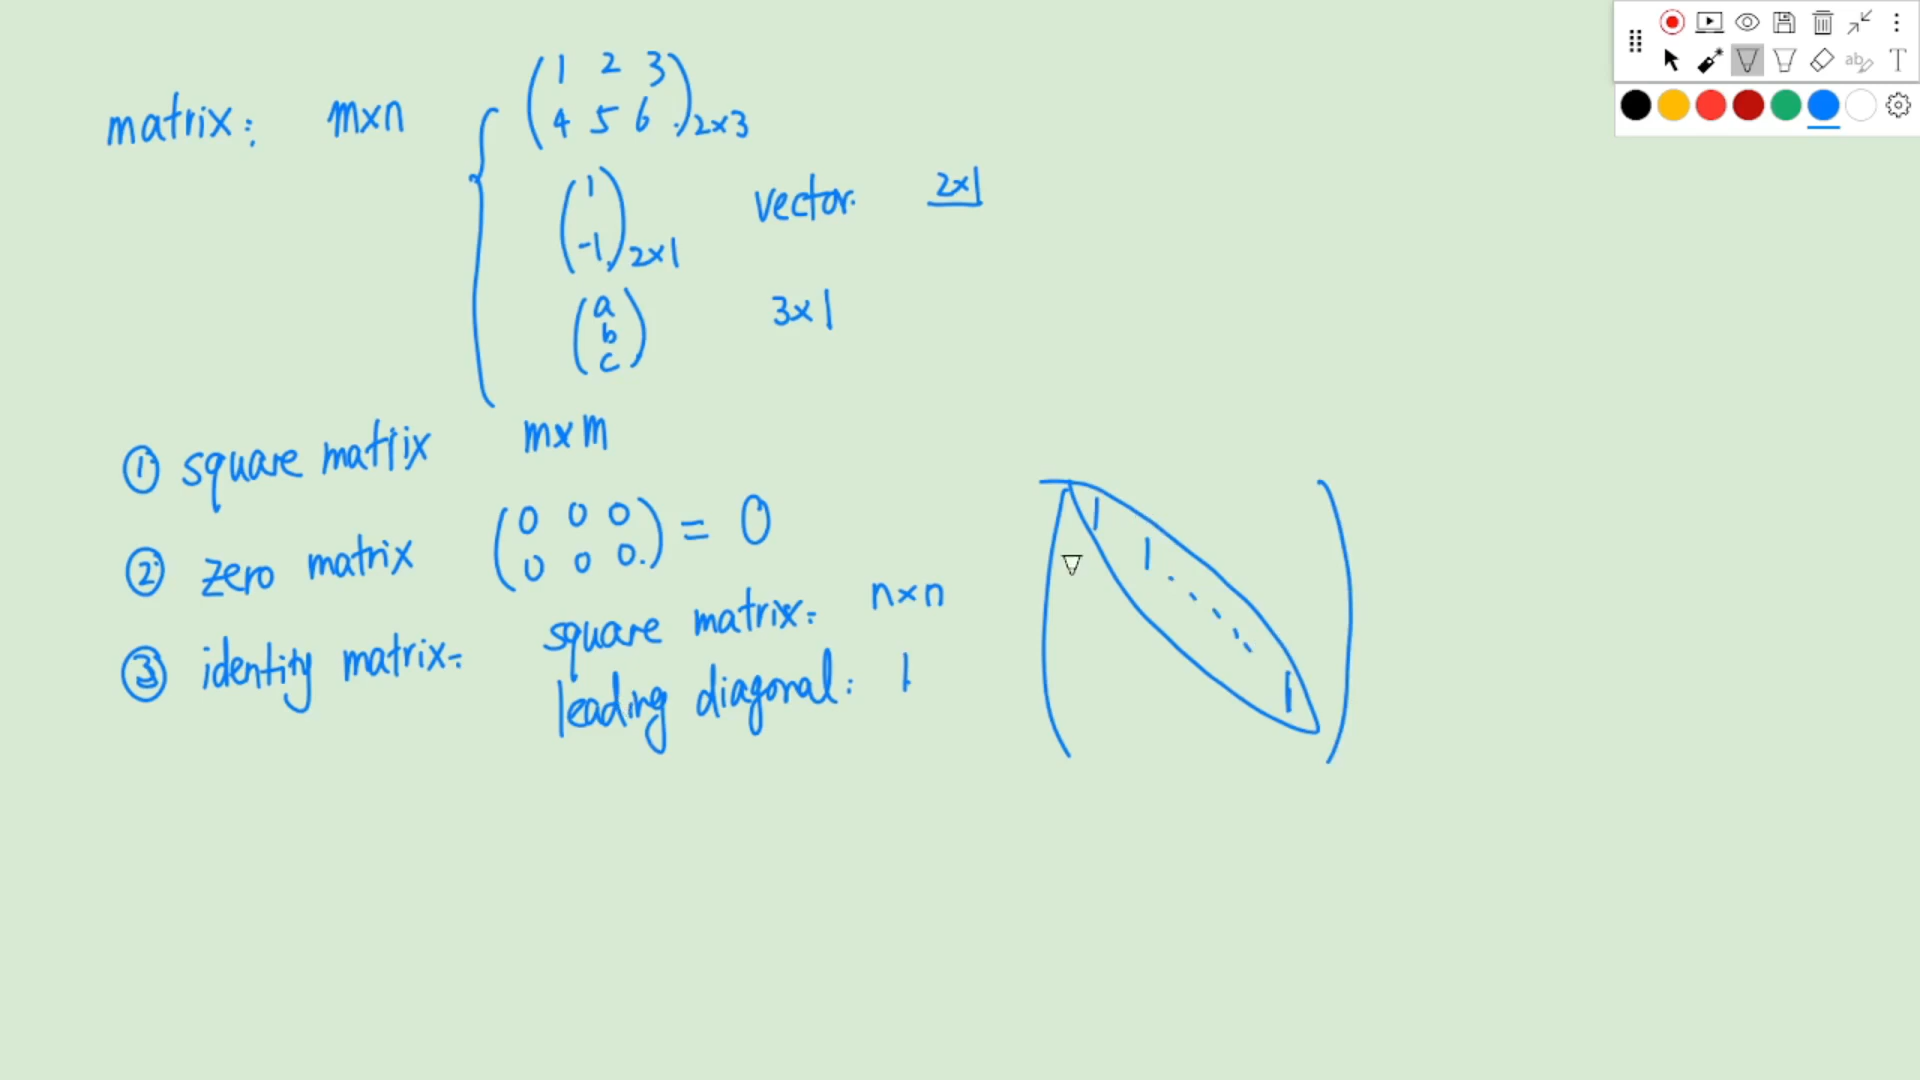 matrix: m×n
( 1 2 3
4 5 6 ) 2×3
( 1
-1 ) 2×1 vector. 2×1
( a
b
c ) 3×1
① square matrix m×m
② zero matrix ( 0 0 0
0 0 0 ) = 0
③ identity matrix: square matrix: n×n
leading diagonal: 1
( 1
1
1 )
T